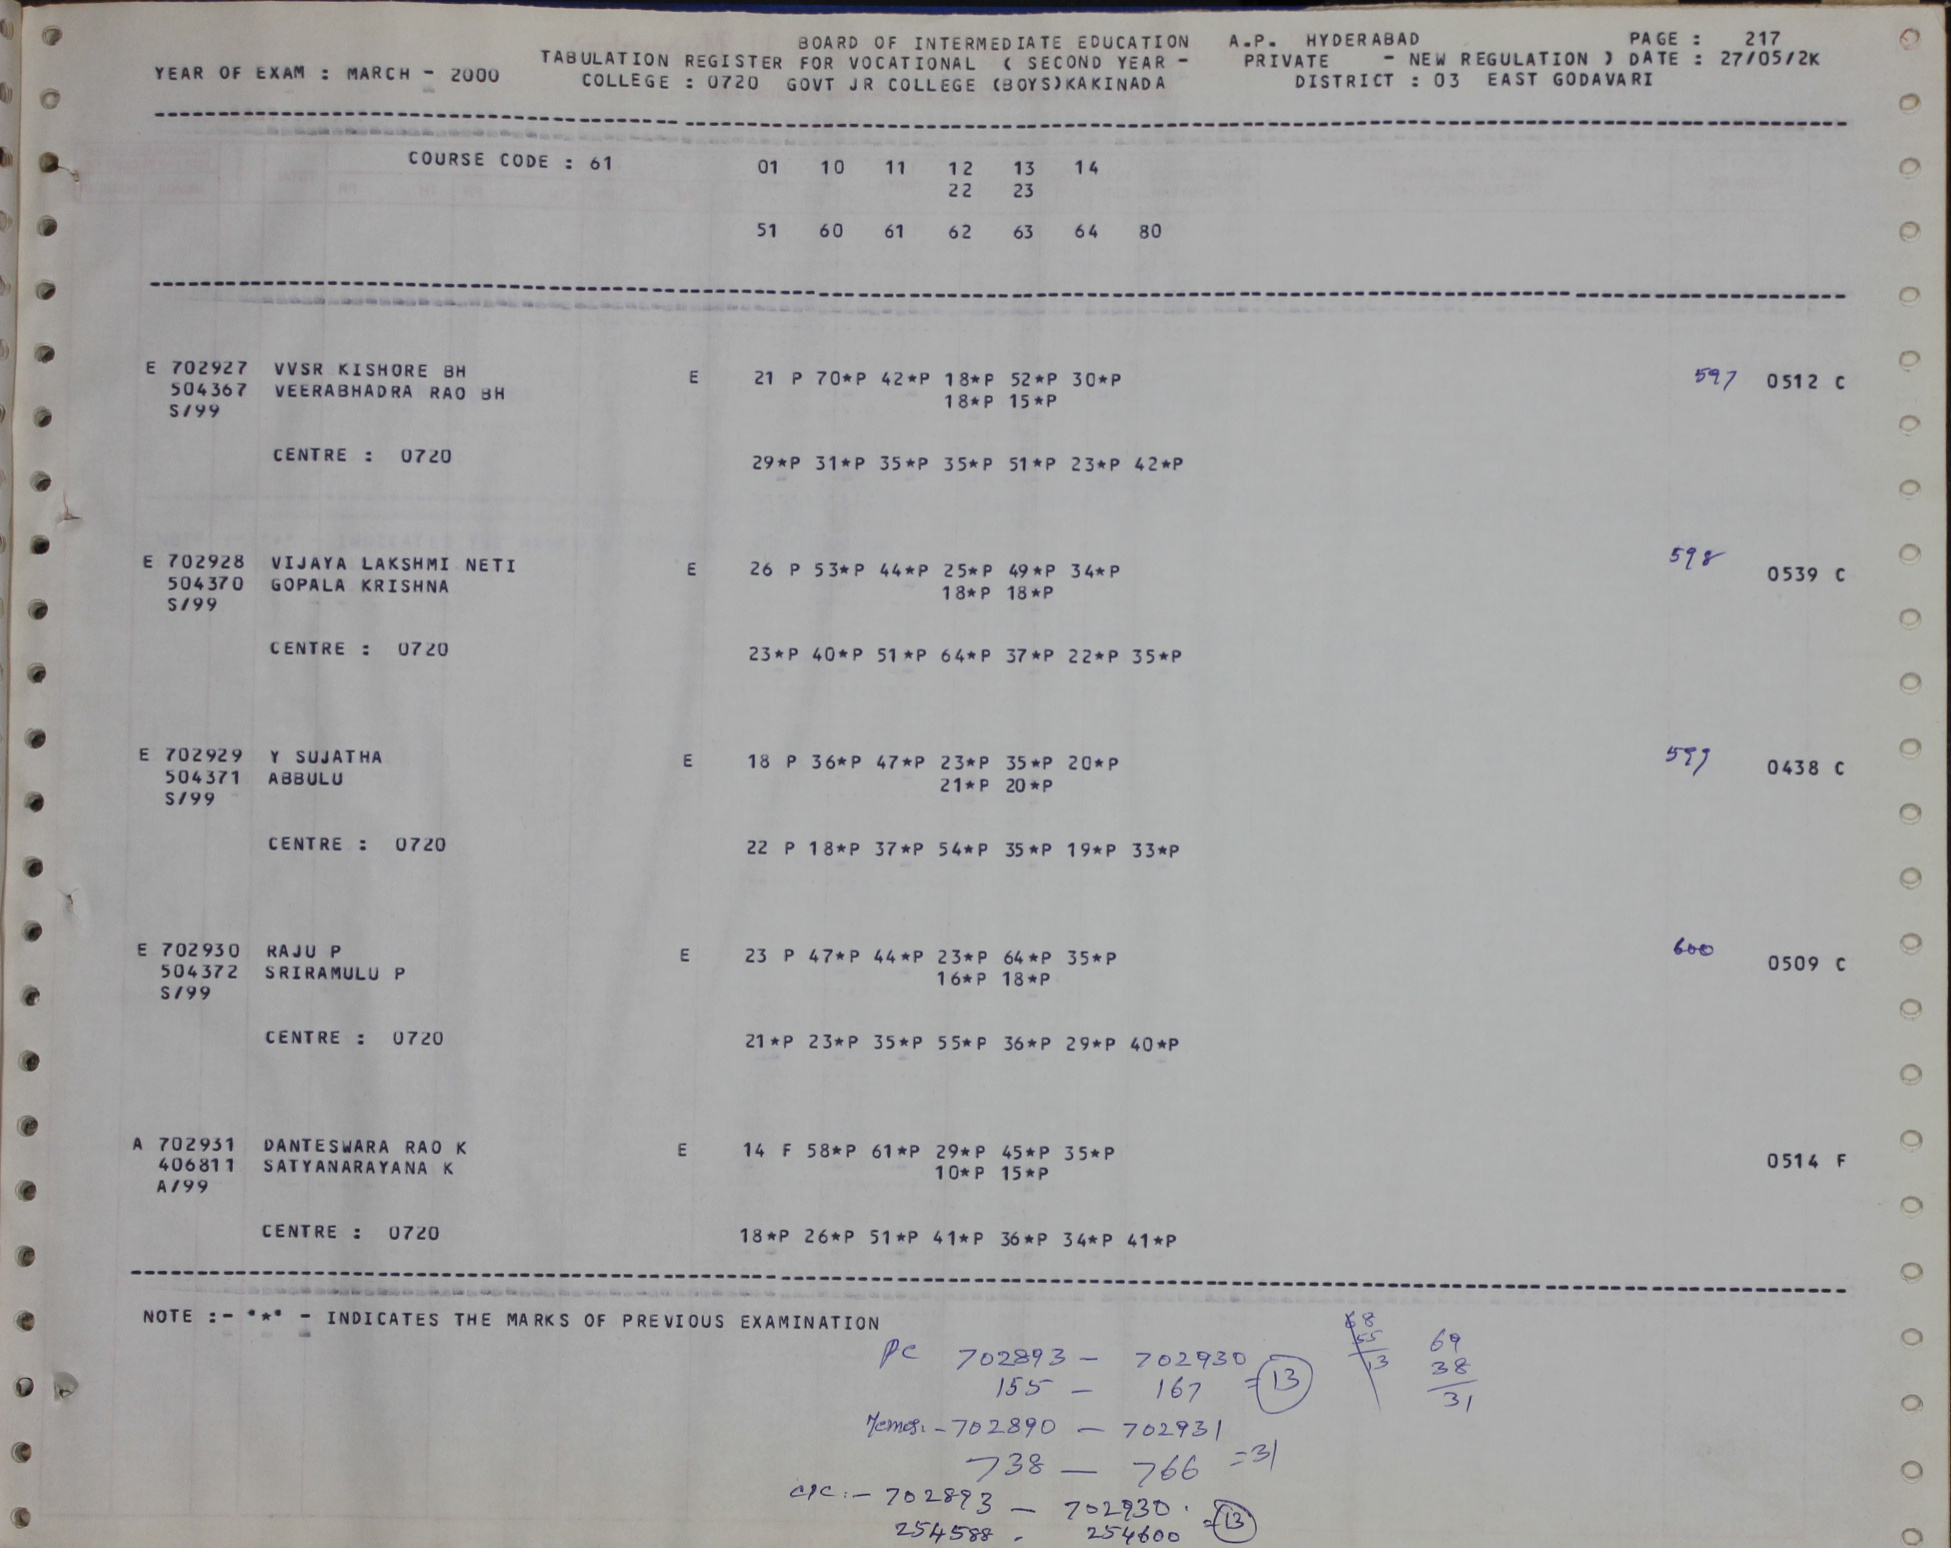 BOARD OF INTERMEDIATE EDUCATION A.P. HYDERABAD PAGE : 217
TABULATION REGISTER FOR VOCATIONAL ( SECOND YEAR - PRIVATE - NEW REGULATION ) DATE : 27/05/2K
YEAR OF EXAM : MARCH - 2000 COLLEGE : 0720 GOVT JR COLLEGE (BOYS)KAKINADA DISTRICT : 03 EAST GODAVARI
COURSE CODE : 61 01 10 11 12 13 14
22 23
51 60 61 62 63 64 80
E 702927 VVSR KISHORE BH E 21 P 70*P 42*P 18*P 52*P 30*P 597 0512 C
504367 VEERABHADRA RAO BH 18*P 15*P
S/99
CENTRE : 0720 29*P 31*P 35*P 35*P 51*P 23*P 42*P
E 702928 VIJAYA LAKSHMI NETI E 26 P 53*P 44*P 25*P 49*P 34*P 598 0539 C
504370 GOPALA KRISHNA 18*P 18*P
S/99
CENTRE : 0720 23*P 40*P 51*P 64*P 37*P 22*P 35*P
E 702929 Y SUJATHA E 18 P 36*P 47*P 23*P 35*P 20*P 599 0438 C
504371 ABBULU 21*P 20*P
S/99
CENTRE : 0720 22 P 18*P 37*P 54*P 35*P 19*P 33*P
E 702930 RAJU P E 23 P 47*P 44*P 23*P 64*P 35*P 600 0509 C
504372 SRIRAMULU P 16*P 18*P
S/99
CENTRE : 0720 21*P 23*P 35*P 55*P 36*P 29*P 40*P
A 702931 DANTESWARA RAO K E 14 F 58*P 61*P 29*P 45*P 35*P 0514 F
406811 SATYANARAYANA K 10*P 15*P
A/99
CENTRE : 0720 18*P 26*P 51*P 41*P 36*P 34*P 41*P
NOTE :- "*" - INDICATES THE MARKS OF PREVIOUS EXAMINATION
PC 702893 - 702930
155 - 167 = 13
68
55
13
69
38
31
Memos. - 702890 - 702931
738 - 766 = 31
CPC :- 702893 - 702930.
254588 - 254600 = 13